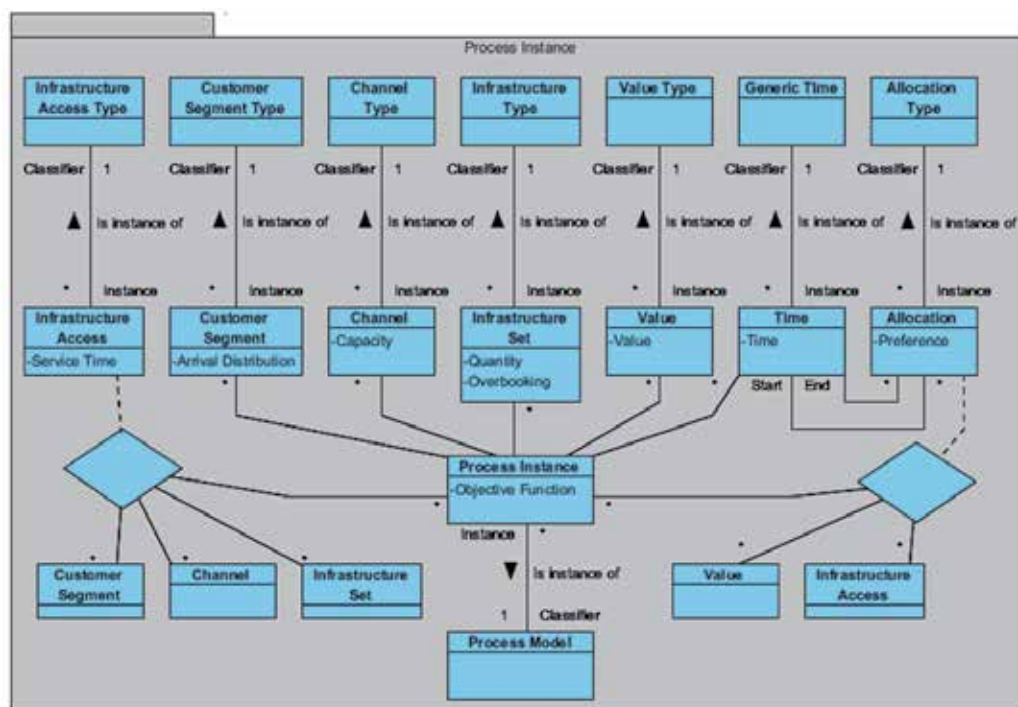 Process Instance
Infrastructure
Access Type
Customer
Segment Type
Channel
Type
Infrastructure
Type
Value Type
Generic TIme
Allocation
Type
Classifier 1
Classifier 1
Classifier 1
Classifier 1
Classifier 1
Classifier 1
Classifier 1
Is instance of
Is instance of
Is instance of
Is instance of
Is instance of
Is instance of
Is instance of
* Instance
* Instance
* Instance
* Instance
* Instance
* Instance
* Instance
Infrastructure
Access
-Service Time
Customer
Segment
-Arrival Distribution
Channel
-Capacity
Infrastructure
Set
-Quantity
-Overbooking
Value
-Value
TIme
-Time
Allocation
-Preference
* * * * * * *
Start End
*
Process Instance
-Objective Function
* *
Instance *
Is instance of
1 Classifier
Process Model
* * *
Customer
Segment
Channel
Infrastructure
Set
* *
Value
Infrastructure
Access